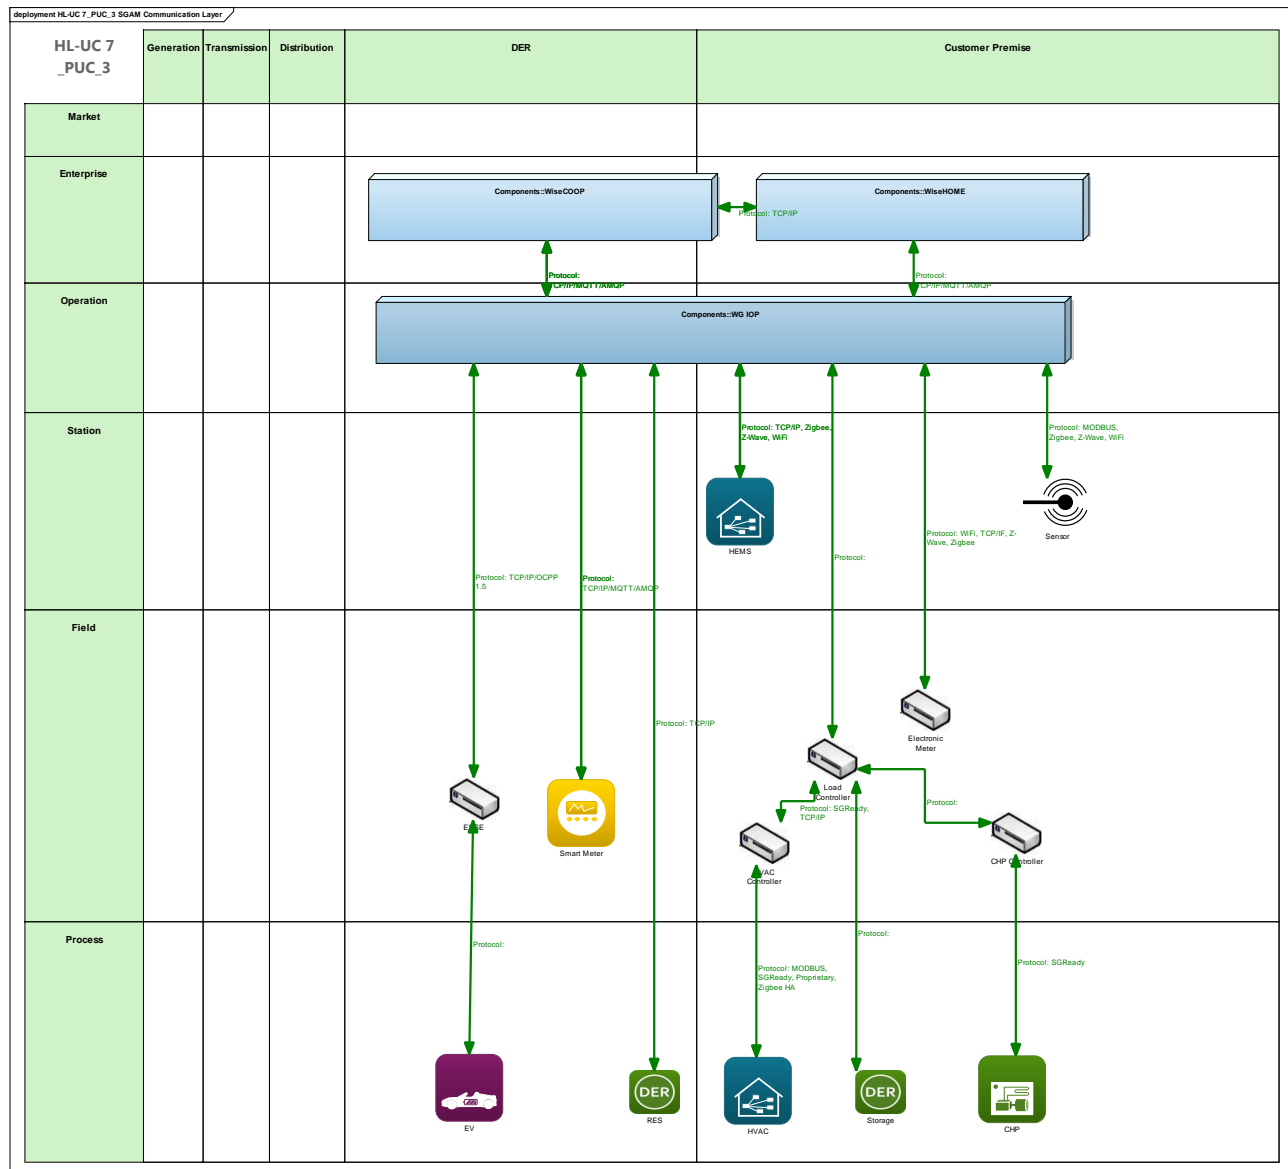 deployment HL-UC 7_PUC_3 SGAM Communication Layer
HL-UC 7
_PUC_3
Generation
Transmission
Distribution
DER
Customer Premise
Market
Enterprise
Components::WiseCOOP
Components::WiseHOME
Protocol: TCP/IP
Protocol:
TCP/IP/MQTT/AMQP
Protocol:
TCP/IP/MQTT/AMQP
Operation
Components::WG IOP
Station
Protocol: TCP/IP, Zigbee,
Z-Wave, WiFi
Protocol: MODBUS,
Zigbee, Z-Wave, WiFi
HEMS
Sensor
Protocol: WiFi, TCP/IF, Z-
Wave, Zigbee
Protocol:
Protocol: TCP/IP/OCPP
1.5
Protocol:
TCP/IP/MQTT/AMQP
Field
Protocol: TCP/IP
Electronic
Meter
Load
Controller
Protocol: SGReady,
TCP/IP
Protocol:
EVSE
Smart Meter
HVAC
Controller
CHP Controller
Process
Protocol:
Protocol:
Protocol: MODBUS,
SGReady, Proprietary,
Zigbee HA
Protocol: SGReady
DER
DER
EV
RES
HVAC
Storage
CHP